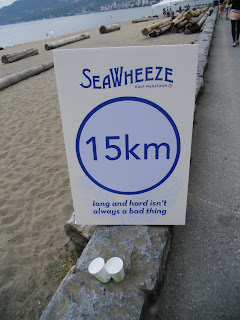 SEAWHEEZE
HALF MARATHON
15km
long and hard isn't
always a bad thing